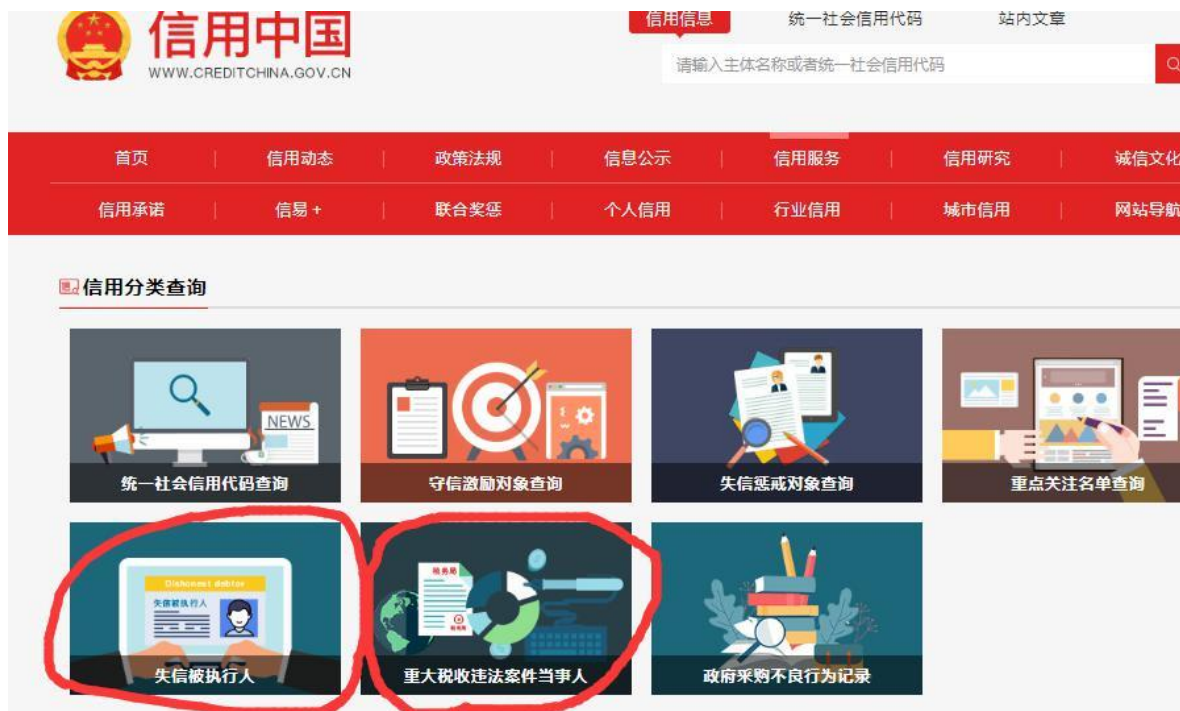 信用中国
WWW.CREDITCHINA.GOV.CN
信用信息 统一社会信用代码 站内文章
请输入主体名称或者统一社会信用代码
首页 信用动态 政策法规 信息公示 信用服务 信用研究 诚信文化
信用承诺 信易+ 联合奖惩 个人信用 行业信用 城市信用 网站导航
信用分类查询
NEWS
统一社会信用代码查询 守信激励对象查询 失信惩戒对象查询 重点关注名单查询
Dishonest debtor
失信被执行人
税务局
失信被执行人 重大税收违法案件当事人 政府采购不良行为记录